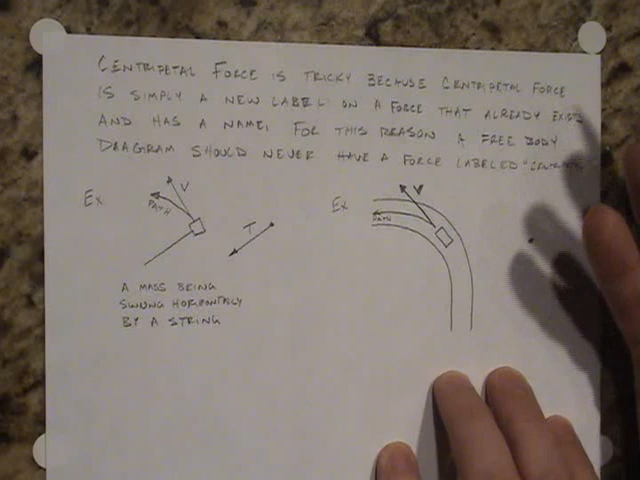 CENTRIPETAL FORCE IS TRICKY BECAUSE CENTRIPETAL FORCE
IS SIMPLY A NEW LABEL ON A FORCE THAT ALREADY EXISTS
AND HAS A NAME. FOR THIS REASON A FREE BODY
DIAGRAM SHOULD NEVER HAVE A FORCE LABELED
Ex.
V
PATH
T
A MASS BEING
SWUNG HORIZONTALLY
BY A STRING
Ex
V
PATH